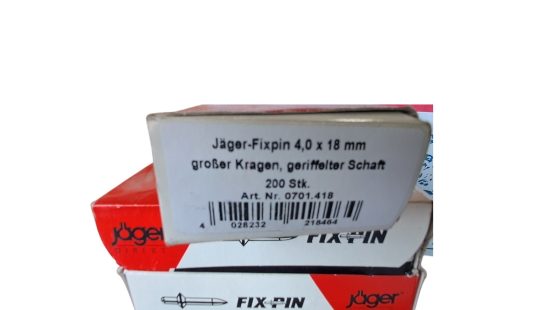 Jäger-Fixpin 4,0 x 18 mm
großer Kragen, geriffelter Schaft
200 Stk.
Art. Nr. 0701.418
4 028232 218464
jäger
DIREKT
FIX-PIN
FIX-PIN
jäger